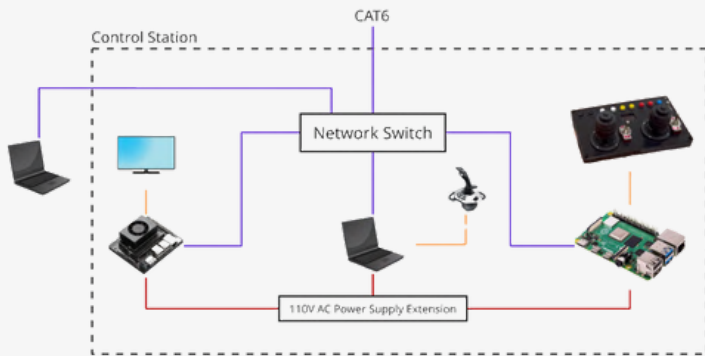 CAT6
Control Station
Network Switch
110V AC Power Supply Extension